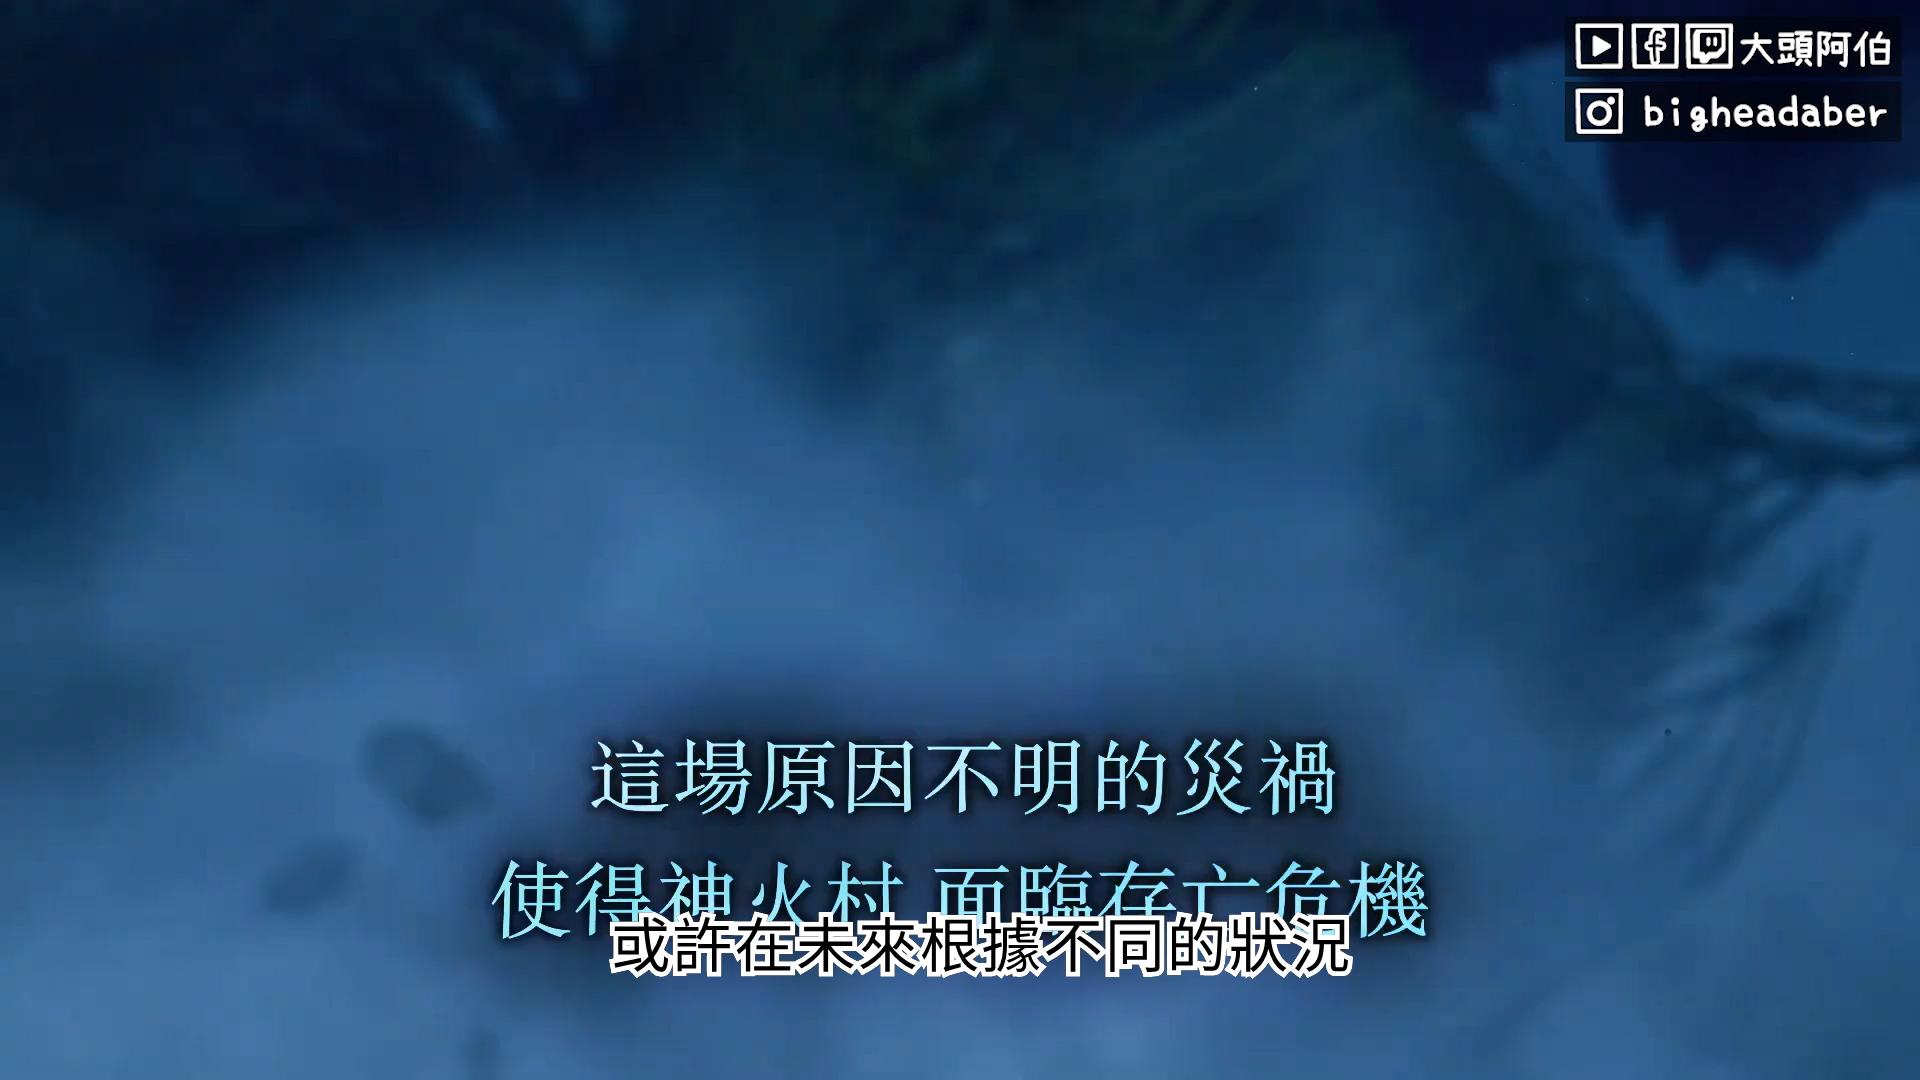 大頭阿伯
bigheadaber
這場原因不明的災禍
使得神火村 面臨存亡危機
或許在未來根據不同的狀況